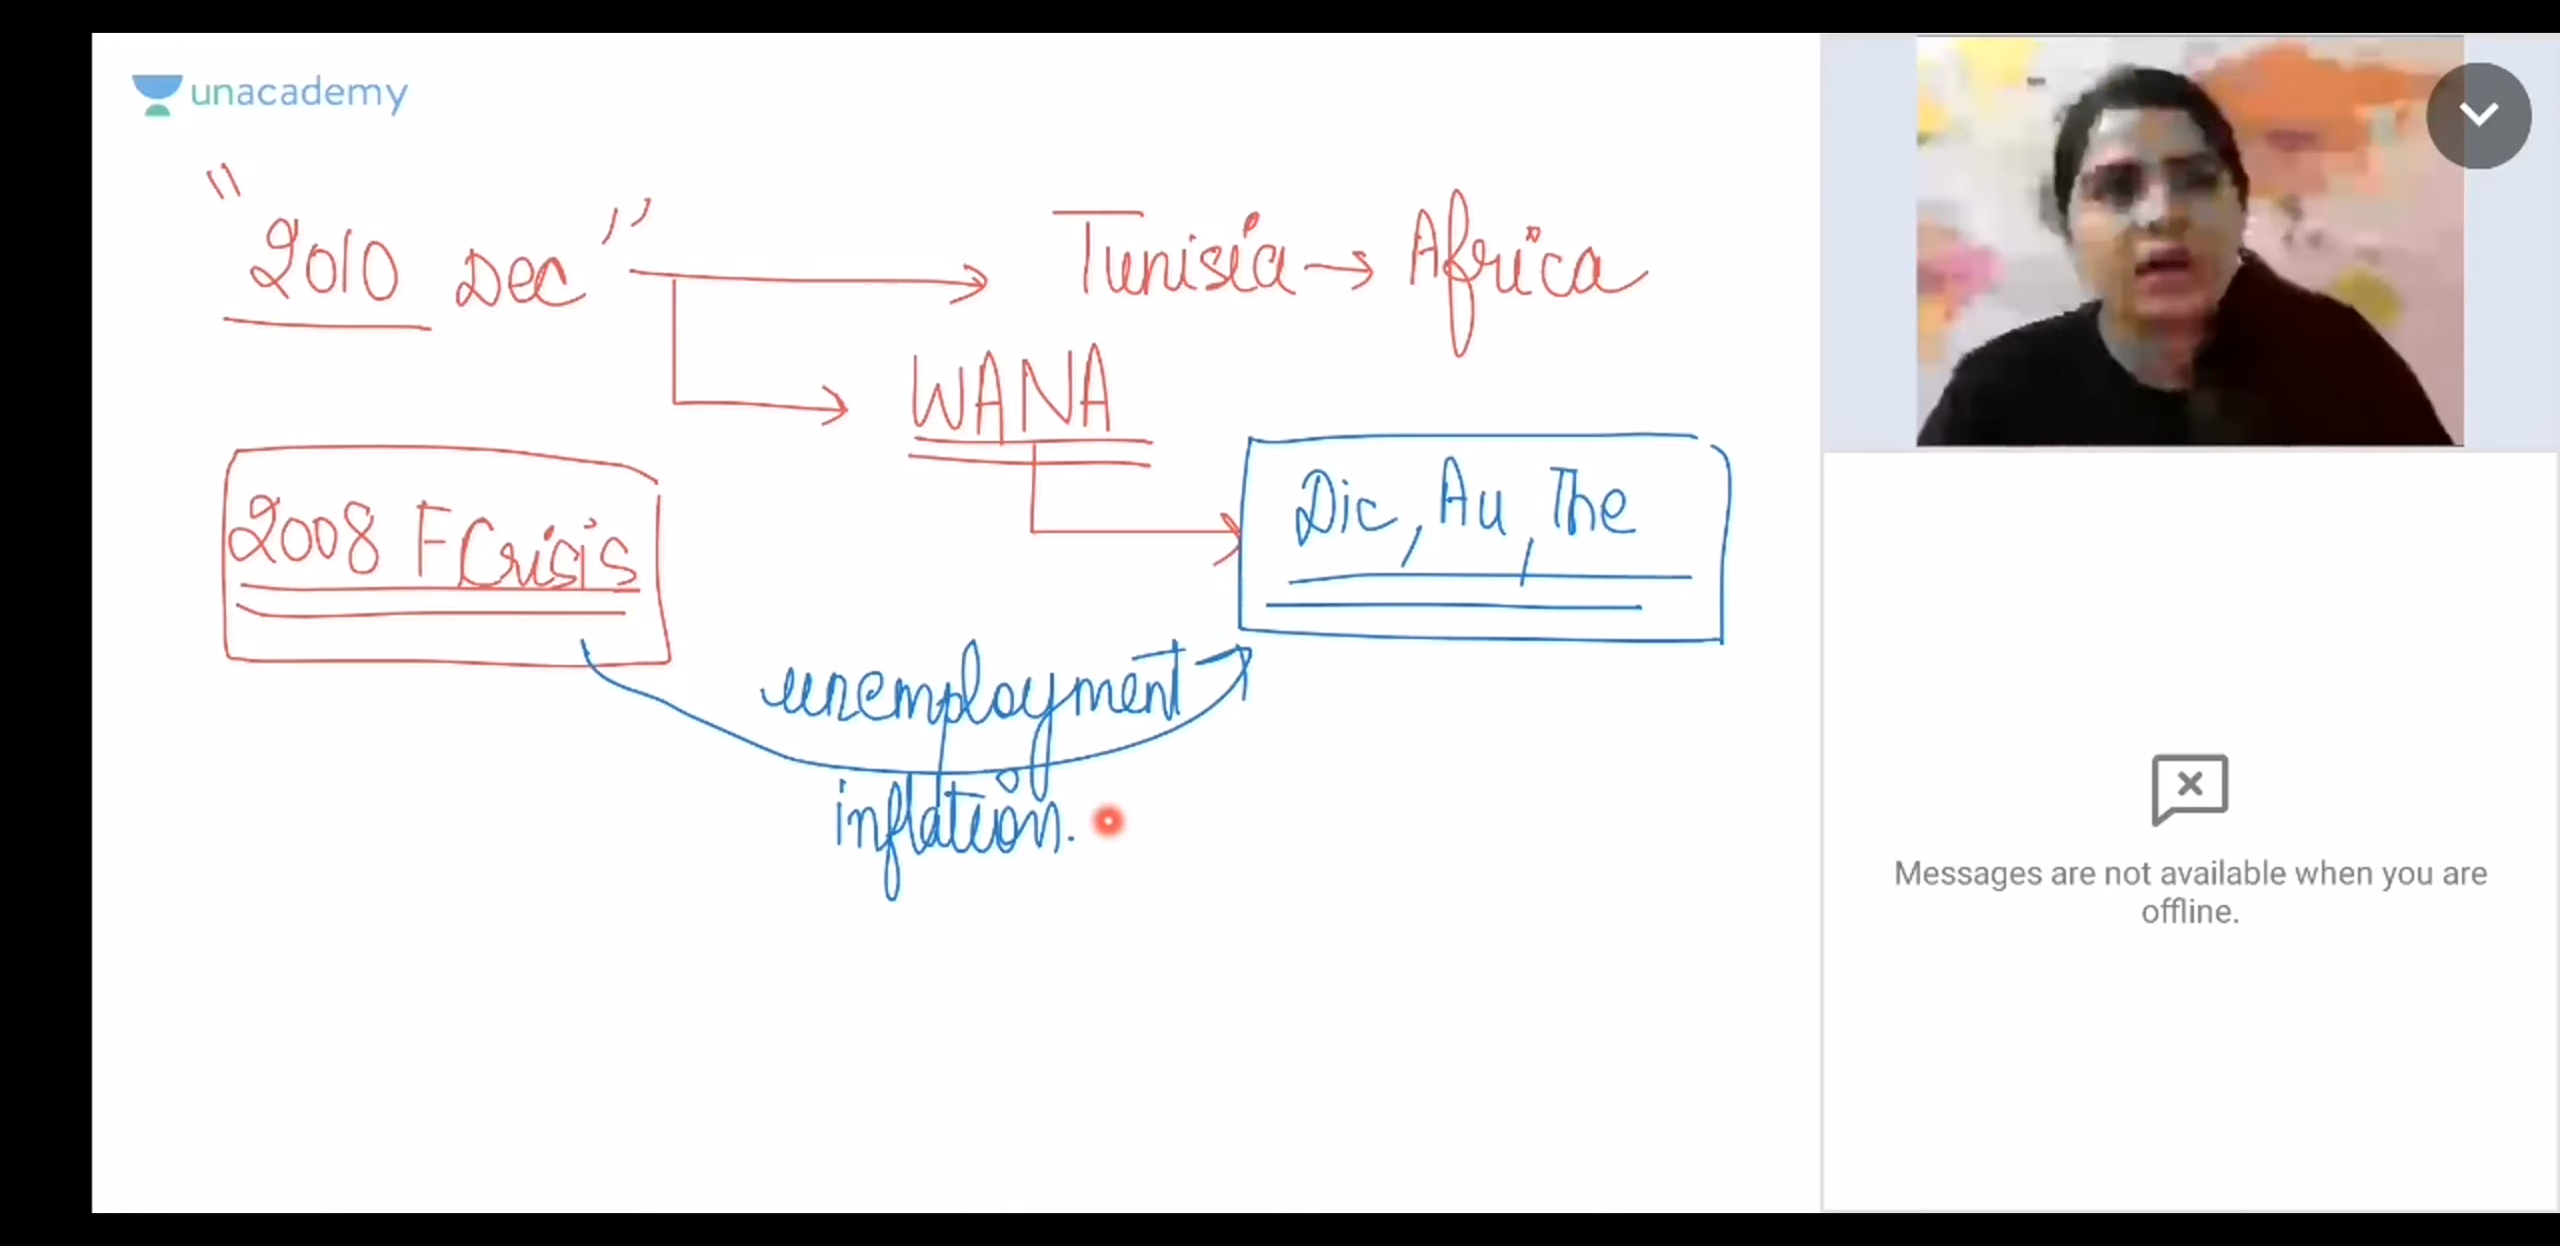 unacademy
"2010 Dec" → Tunisia → Africa
WANA
Dic, Au, The
2008 F Crisis
unemployment
inflation.
Messages are not available when you are
offline.